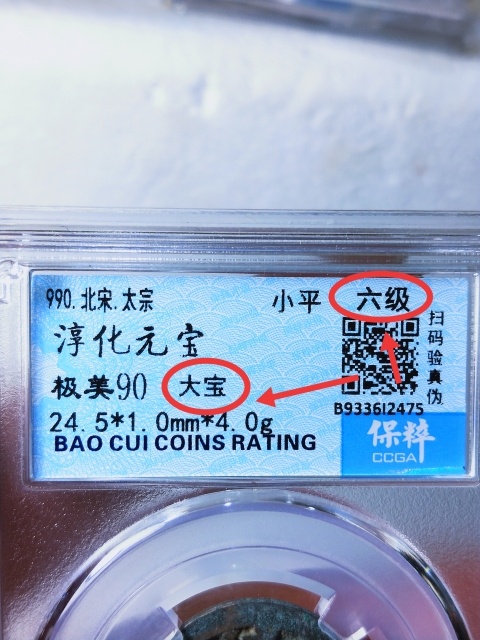 990.北宋.太宗 小平 六级
淳化元宝
极美90 大宝
24.5*1.0mm*4.0g
BAO CUI COINS RATING
扫码验真伪
B9336I2475
保粹
CCGA